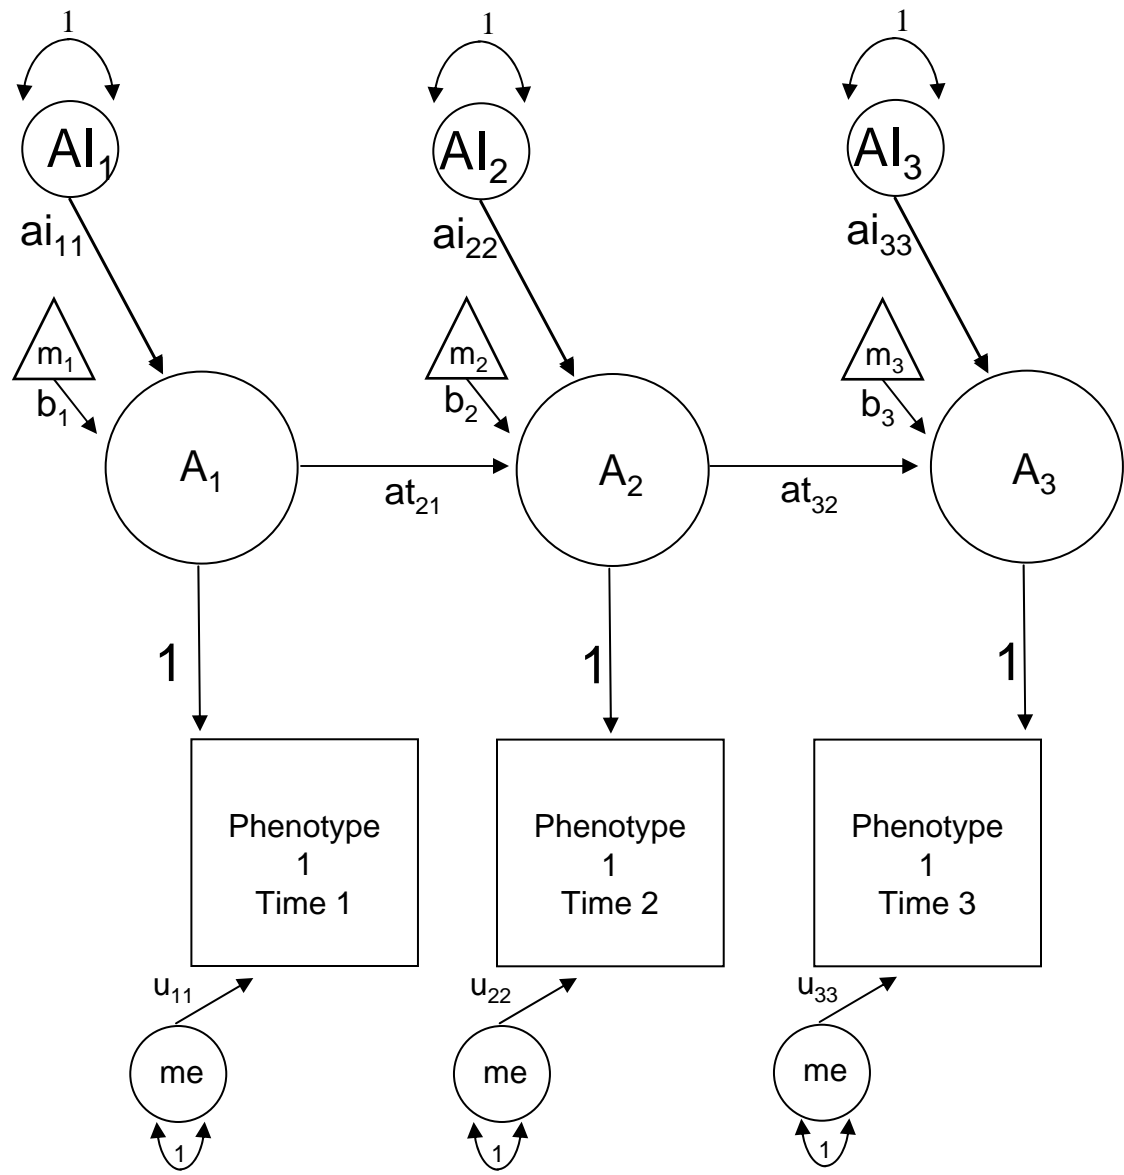 1 1 1
AI₁ AI₂ AI₃
ai₁₁ ai₂₂ ai₃₃
m₁ m₂ m₃
b₁ b₂ b₃
A₁ A₂ A₃
at₂₁ at₃₂
1 1 1
Phenotype
1
Time 1
Phenotype
1
Time 2
Phenotype
1
Time 3
u₁₁ u₂₂ u₃₃
me me me
1 1 1